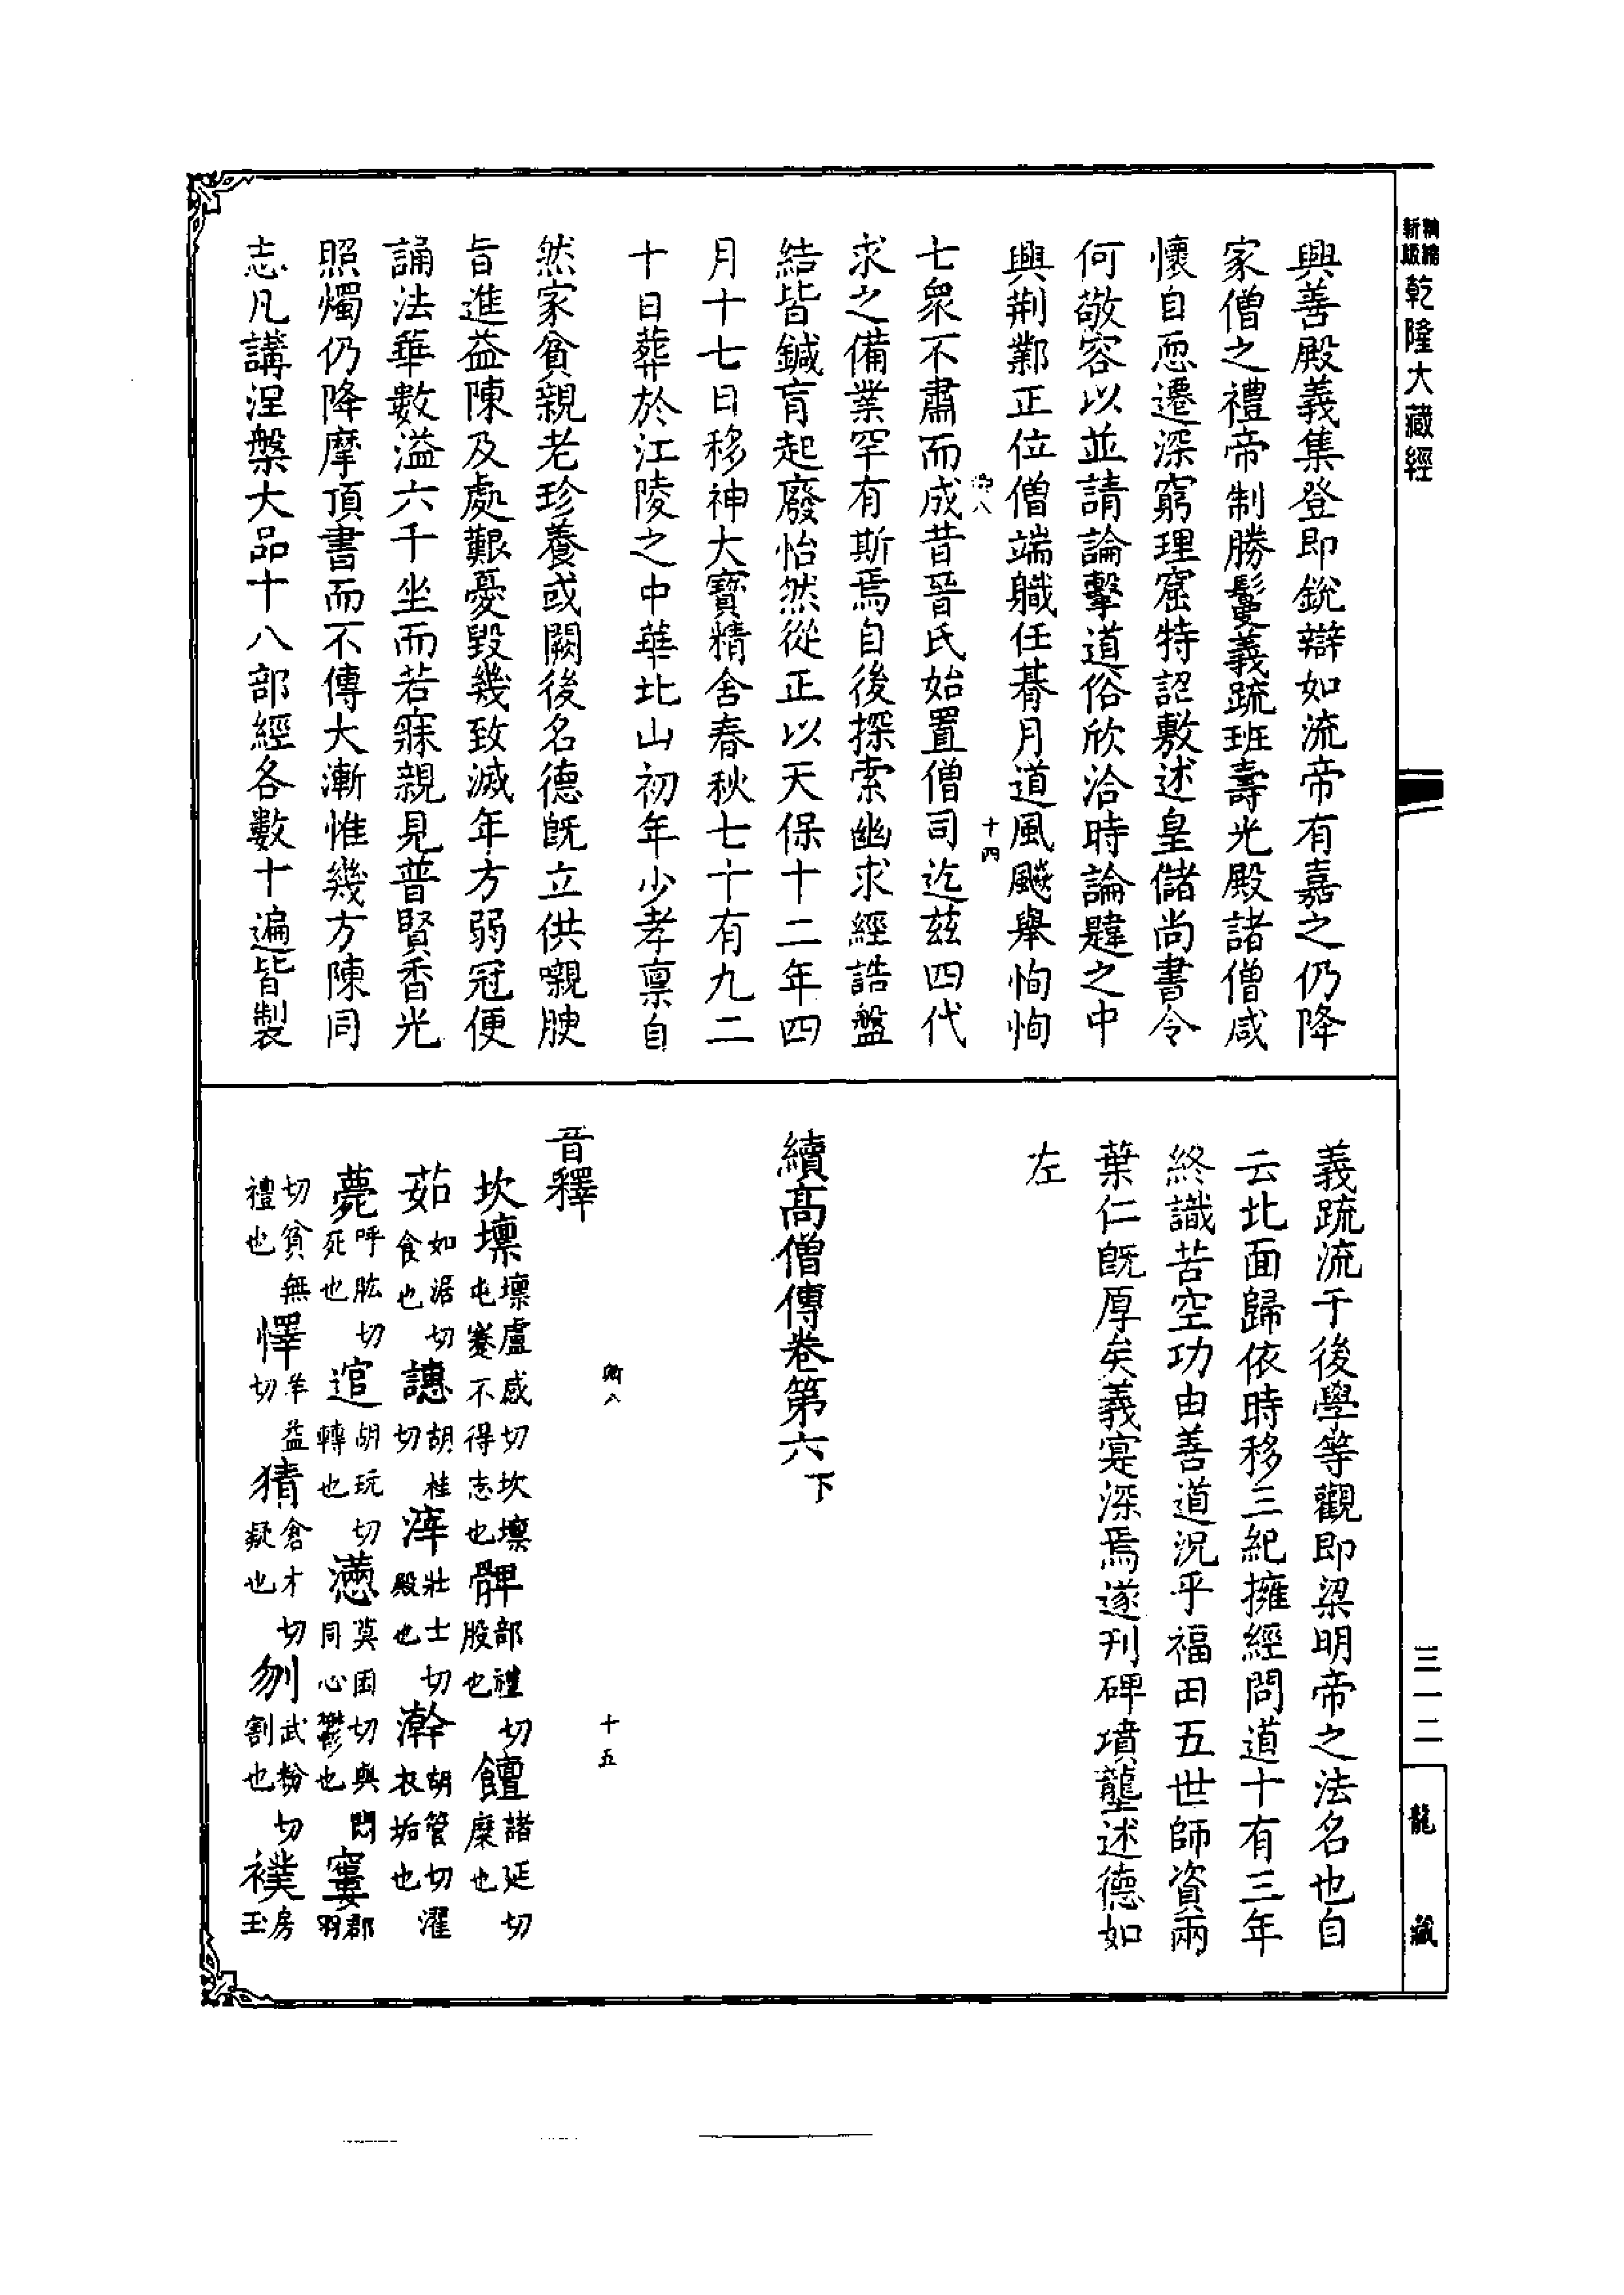 乾隆大藏經
興善殿義集登即銳辯如流帝有嘉之仍降
家僧之禮帝制勝鬘義疏班壽光殿諸僧咸
懷自恧遷深窮理窟特詔敷述皇儲尚書令
何敬容以並請論擊道俗欣洽時論韙之中
興荆鄴正位僧端職任朞月道風飈舉恂恂
十四
七衆不肅而成昔晉氏始置僧司迄茲四代
求之備業罕有斯焉自後探索幽求經誥盤
結皆鍼肓起廢怡然從正以天保十二年四
月十七日移神大寶精舍春秋七十有九二
十日葬於江陵之中華北山初年少孝稟自
然家貧親老珍養或闕後名德旣立供嚫腴
旨進益陳及處艱憂毀幾致滅年方弱冠便
誦法華數溢六千坐而若寐親見普賢香光
照燭仍降摩頂書而不傳大漸惟幾方陳同
志凡講涅槃大品十八部經各數十遍皆製
義疏流于後學等觀即梁明帝之法名也自
云北面歸依時移三紀擁經問道十有三年
終識苦空功由善道況乎福田五世師資兩
葉仁旣厚矣義寔深焉遂刊碑墳壟述德如
左
續高僧傳卷第六下
十五
音釋
坎壈壈盧感切坎壈屯蹇不得志也髀部禮切股也饘諸延切糜也
茹如倨切食也譓胡桂切滓壯士切殿也澣胡管切濯衣垢也
薨呼肱切死也逭胡玩切轉也懑莫困切與悶同心鬱也窶郡羽
切貧無禮也懌羊益切猜倉才切疑也刎武粉切割也襆房玉
三一二
龍藏